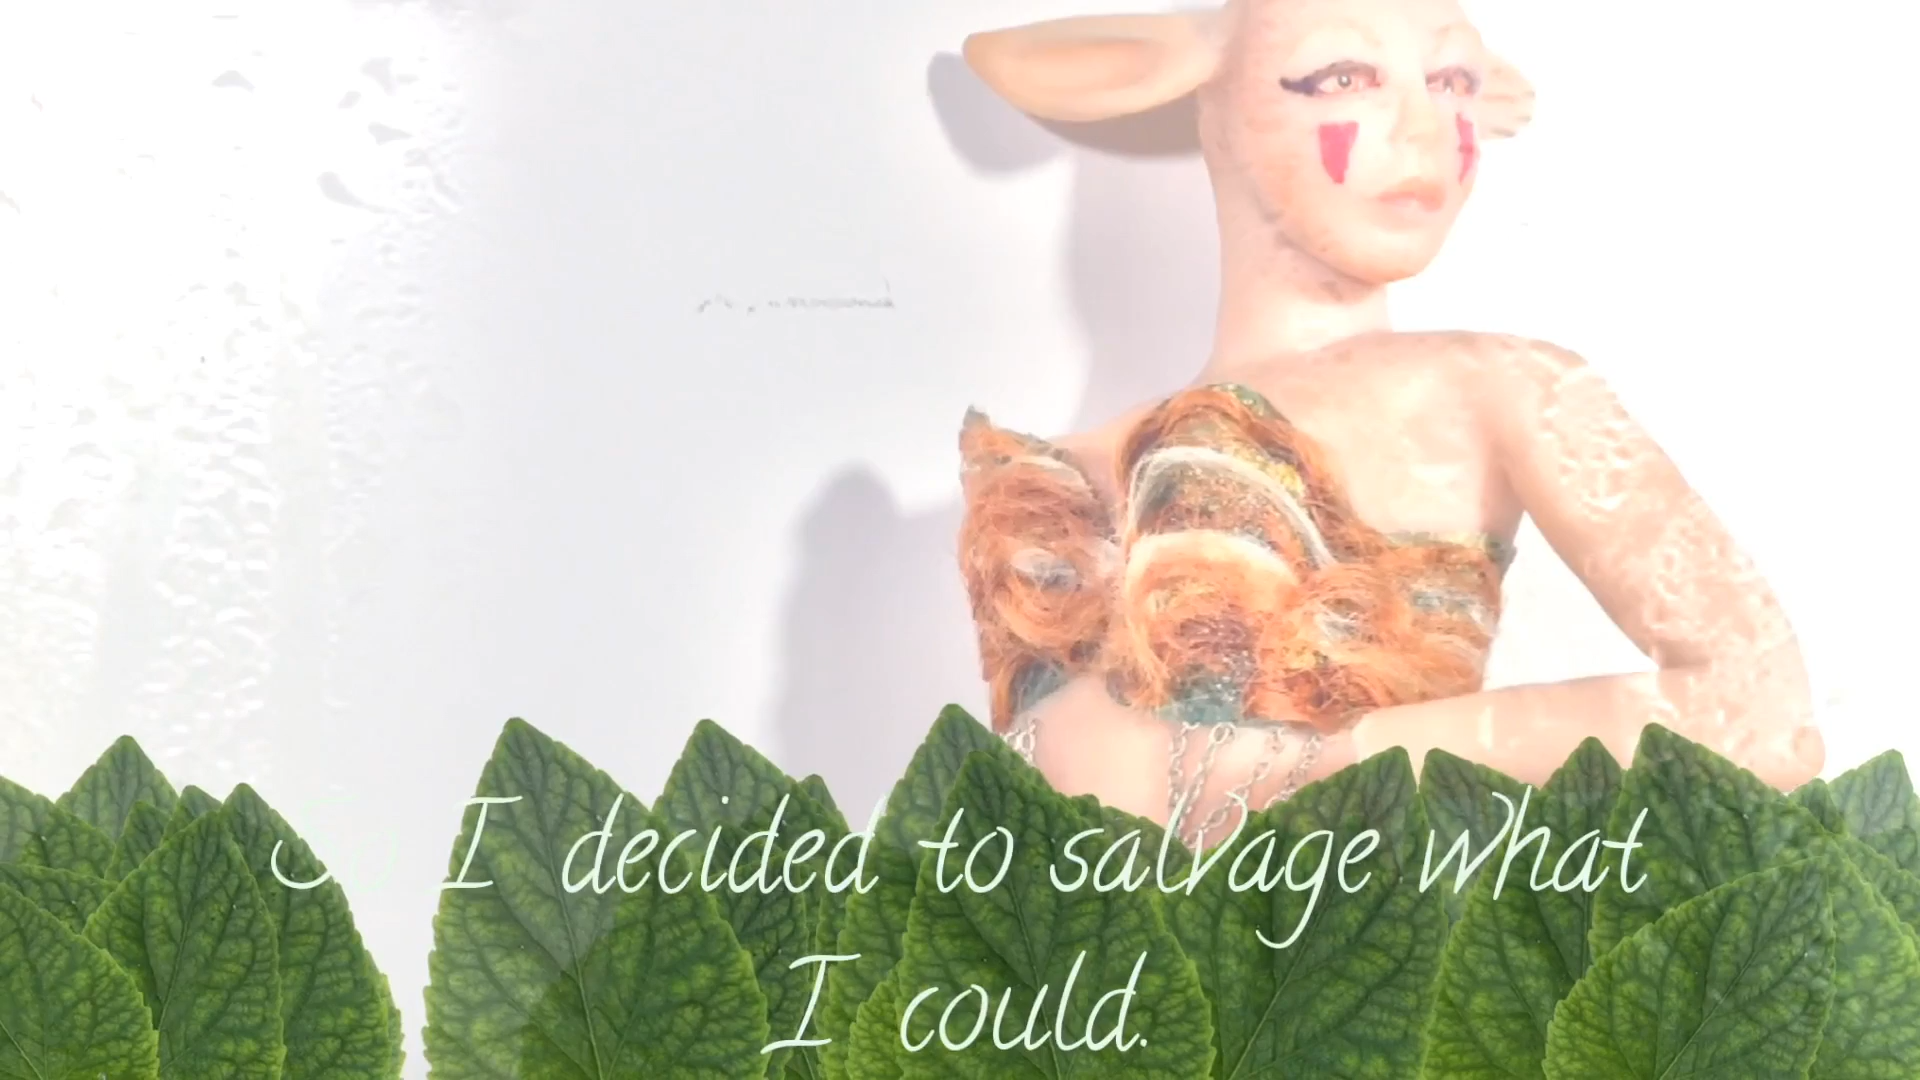 So I decided to salvage what
I could.